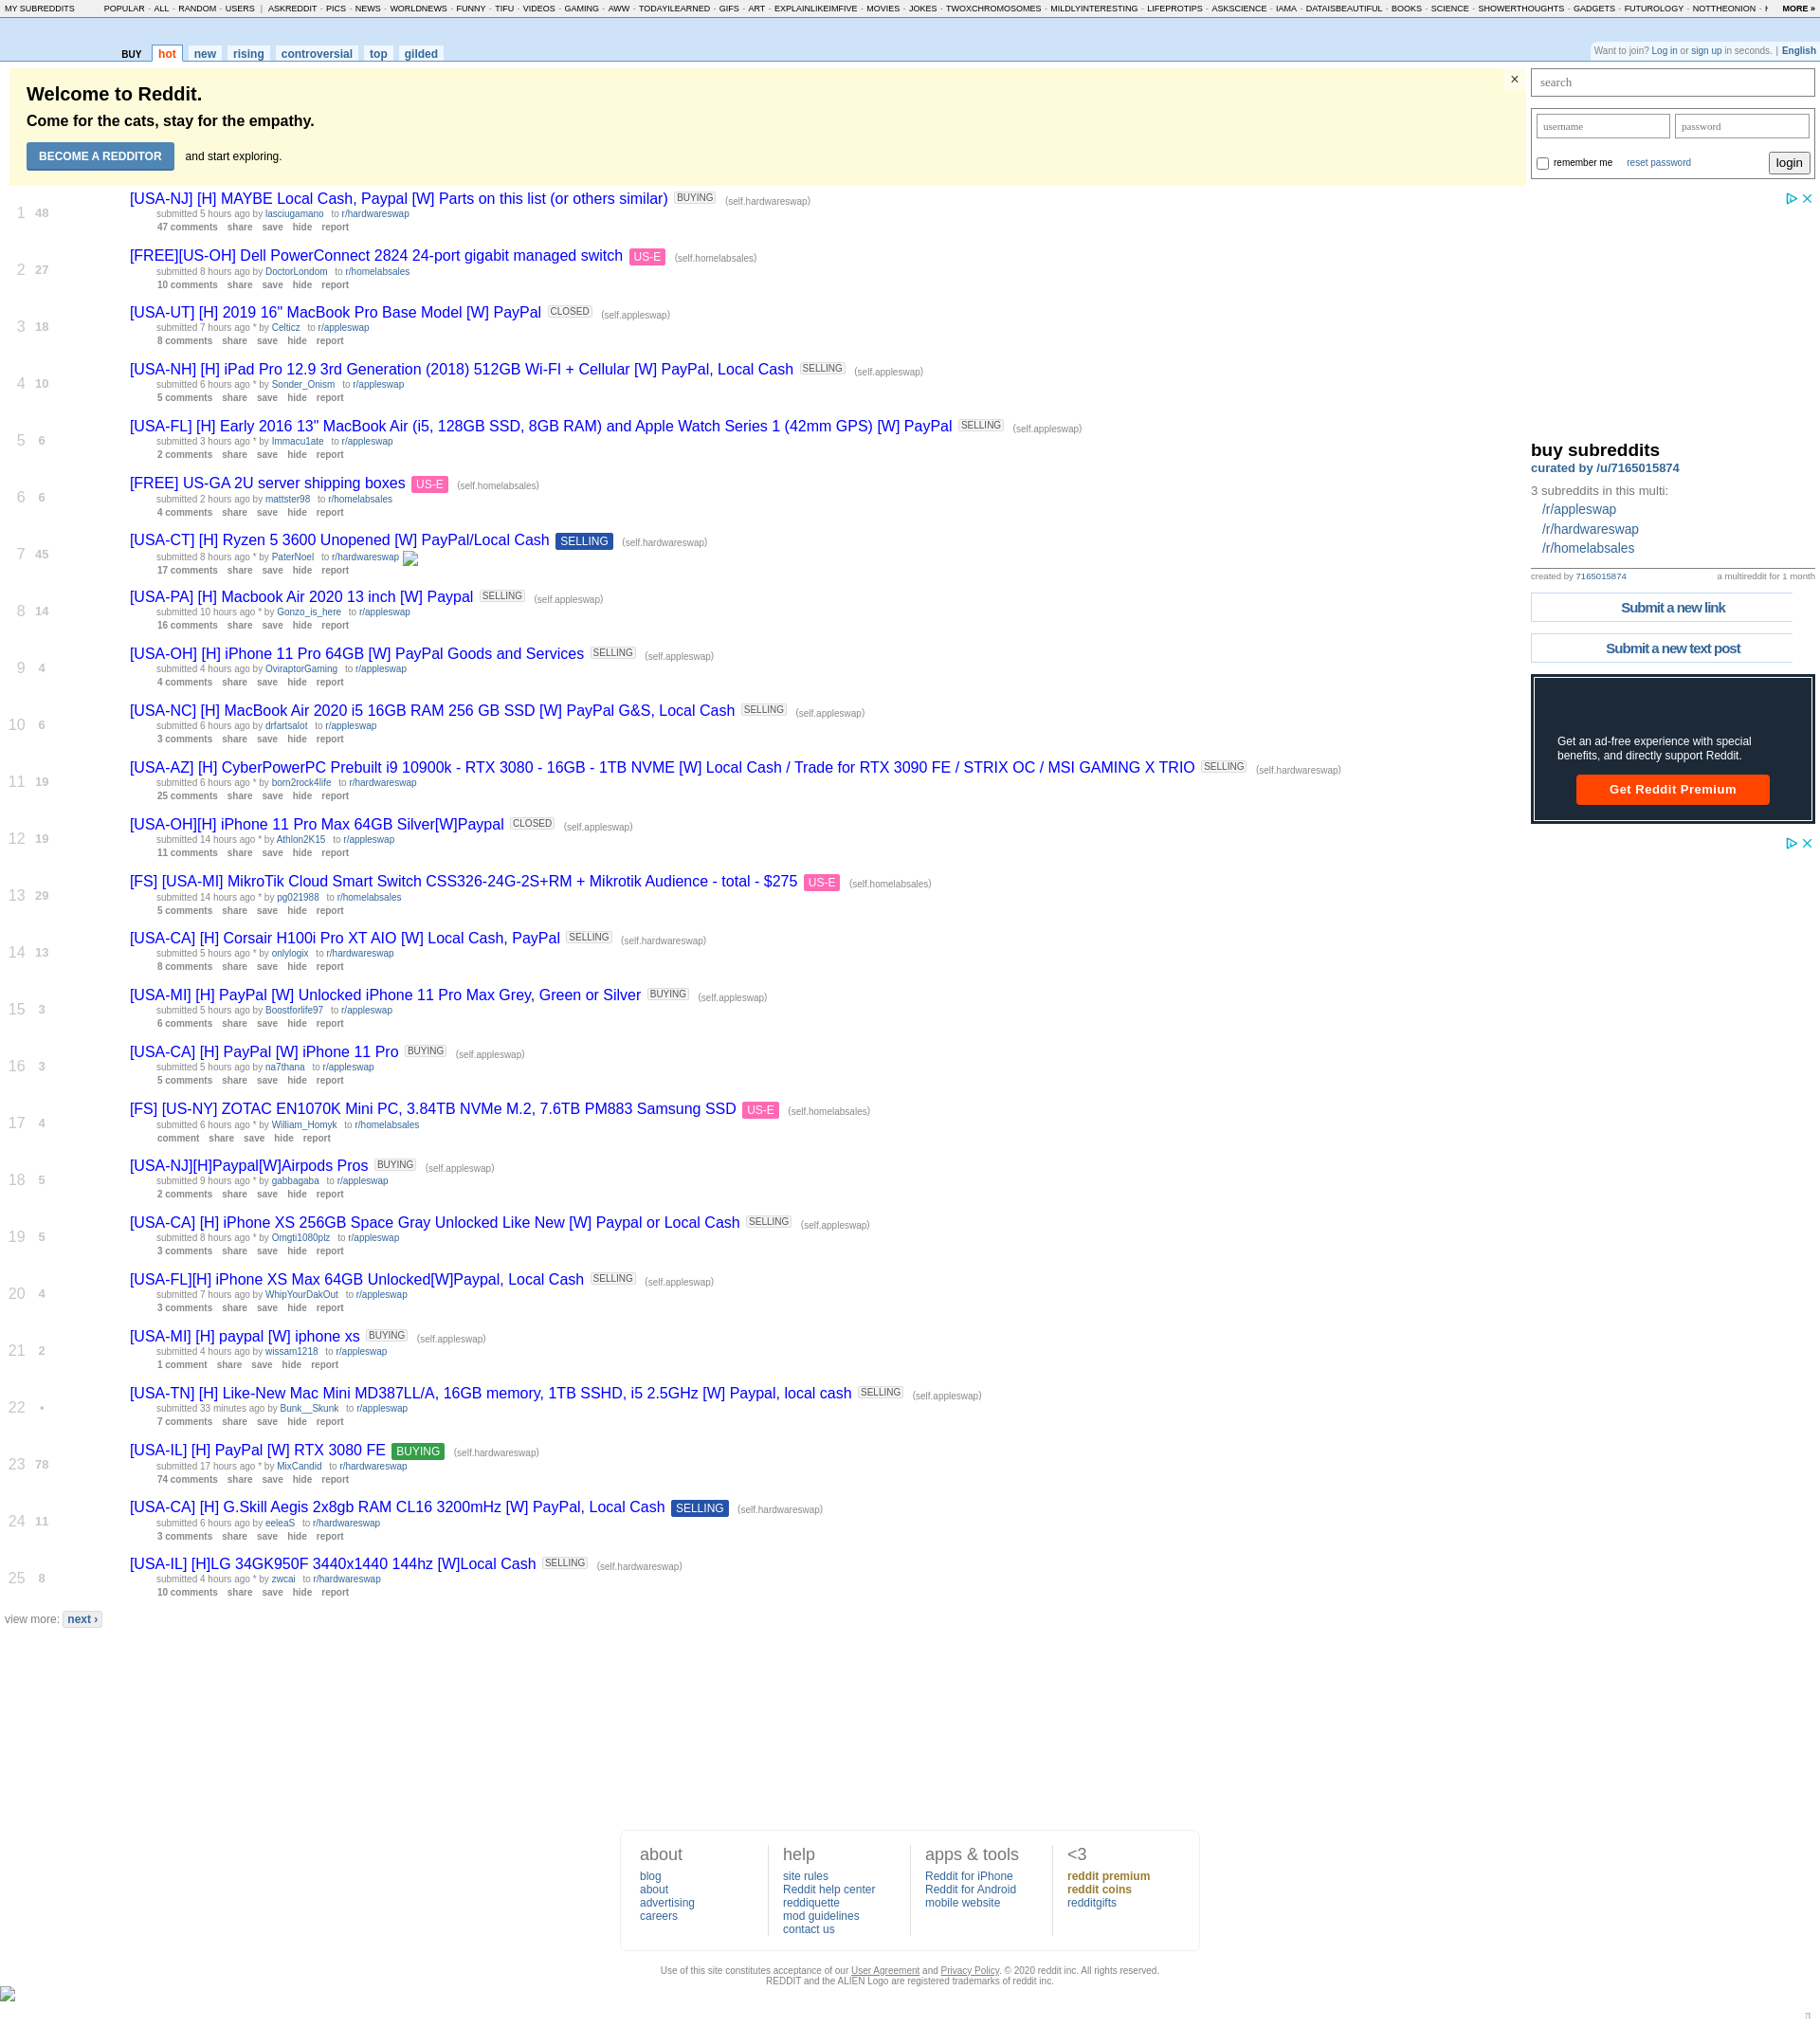 MY SUBREDDITS POPULAR - ALL - RANDOM - USERS | ASKREDDIT - PICS - NEWS - WORLDNEWS - FUNNY - TIFU - VIDEOS - GAMING - AWW - TODAYILEARNED - GIFS - ART - EXPLAINLIKEIMFIVE - MOVIES - JOKES - TWOXCHROMOSOMES - MILDLYINTERESTING - LIFEPROTIPS - ASKSCIENCE - IAMA - DATAISBEAUTIFUL - BOOKS - SCIENCE - SHOWERTHOUGHTS - GADGETS - FUTUROLOGY - NOTTHEONION - MORE »
BUY hot new rising controversial top gilded
Want to join? Log in or sign up in seconds. | English
Welcome to Reddit.
Come for the cats, stay for the empathy.
BECOME A REDDITOR and start exploring.
×
search
username password
remember me reset password login
1 48 [USA-NJ] [H] MAYBE Local Cash, Paypal [W] Parts on this list (or others similar) BUYING (self.hardwareswap)
submitted 5 hours ago by lasciugamano to r/hardwareswap
47 comments share save hide report
2 27 [FREE][US-OH] Dell PowerConnect 2824 24-port gigabit managed switch US-E (self.homelabsales)
submitted 8 hours ago by DoctorLondom to r/homelabsales
10 comments share save hide report
3 18 [USA-UT] [H] 2019 16" MacBook Pro Base Model [W] PayPal CLOSED (self.appleswap)
submitted 7 hours ago * by Celticz to r/appleswap
8 comments share save hide report
4 10 [USA-NH] [H] iPad Pro 12.9 3rd Generation (2018) 512GB Wi-FI + Cellular [W] PayPal, Local Cash SELLING (self.appleswap)
submitted 6 hours ago * by Sonder_Onism to r/appleswap
5 comments share save hide report
5 6 [USA-FL] [H] Early 2016 13" MacBook Air (i5, 128GB SSD, 8GB RAM) and Apple Watch Series 1 (42mm GPS) [W] PayPal SELLING (self.appleswap)
submitted 3 hours ago * by Immacu1ate to r/appleswap
2 comments share save hide report
6 6 [FREE] US-GA 2U server shipping boxes US-E (self.homelabsales)
submitted 2 hours ago by mattster98 to r/homelabsales
4 comments share save hide report
7 45 [USA-CT] [H] Ryzen 5 3600 Unopened [W] PayPal/Local Cash SELLING (self.hardwareswap)
submitted 8 hours ago * by PaterNoel to r/hardwareswap
17 comments share save hide report
8 14 [USA-PA] [H] Macbook Air 2020 13 inch [W] Paypal SELLING (self.appleswap)
submitted 10 hours ago * by Gonzo_is_here to r/appleswap
16 comments share save hide report
9 4 [USA-OH] [H] iPhone 11 Pro 64GB [W] PayPal Goods and Services SELLING (self.appleswap)
submitted 4 hours ago by OviraptorGaming to r/appleswap
4 comments share save hide report
10 6 [USA-NC] [H] MacBook Air 2020 i5 16GB RAM 256 GB SSD [W] PayPal G&S, Local Cash SELLING (self.appleswap)
submitted 6 hours ago by drfartsalot to r/appleswap
3 comments share save hide report
11 19 [USA-AZ] [H] CyberPowerPC Prebuilt i9 10900k - RTX 3080 - 16GB - 1TB NVME [W] Local Cash / Trade for RTX 3090 FE / STRIX OC / MSI GAMING X TRIO SELLING (self.hardwareswap)
submitted 6 hours ago * by born2rock4life to r/hardwareswap
25 comments share save hide report
12 19 [USA-OH][H] iPhone 11 Pro Max 64GB Silver[W]Paypal CLOSED (self.appleswap)
submitted 14 hours ago * by Athlon2K15 to r/appleswap
11 comments share save hide report
13 29 [FS] [USA-MI] MikroTik Cloud Smart Switch CSS326-24G-2S+RM + Mikrotik Audience - total - $275 US-E (self.homelabsales)
submitted 14 hours ago * by pg021988 to r/homelabsales
5 comments share save hide report
14 13 [USA-CA] [H] Corsair H100i Pro XT AIO [W] Local Cash, PayPal SELLING (self.hardwareswap)
submitted 5 hours ago * by onlylogix to r/hardwareswap
8 comments share save hide report
15 3 [USA-MI] [H] PayPal [W] Unlocked iPhone 11 Pro Max Grey, Green or Silver BUYING (self.appleswap)
submitted 5 hours ago by Boostforlife97 to r/appleswap
6 comments share save hide report
16 3 [USA-CA] [H] PayPal [W] iPhone 11 Pro BUYING (self.appleswap)
submitted 5 hours ago by na7thana to r/appleswap
5 comments share save hide report
17 4 [FS] [US-NY] ZOTAC EN1070K Mini PC, 3.84TB NVMe M.2, 7.6TB PM883 Samsung SSD US-E (self.homelabsales)
submitted 6 hours ago * by William_Homyk to r/homelabsales
comment share save hide report
18 5 [USA-NJ][H]Paypal[W]Airpods Pros BUYING (self.appleswap)
submitted 9 hours ago * by gabbagaba to r/appleswap
2 comments share save hide report
19 5 [USA-CA] [H] iPhone XS 256GB Space Gray Unlocked Like New [W] Paypal or Local Cash SELLING (self.appleswap)
submitted 8 hours ago * by Omgti1080plz to r/appleswap
3 comments share save hide report
20 4 [USA-FL][H] iPhone XS Max 64GB Unlocked[W]Paypal, Local Cash SELLING (self.appleswap)
submitted 7 hours ago by WhipYourDakOut to r/appleswap
3 comments share save hide report
21 2 [USA-MI] [H] paypal [W] iphone xs BUYING (self.appleswap)
submitted 4 hours ago by wissam1218 to r/appleswap
1 comment share save hide report
22 • [USA-TN] [H] Like-New Mac Mini MD387LL/A, 16GB memory, 1TB SSHD, i5 2.5GHz [W] Paypal, local cash SELLING (self.appleswap)
submitted 33 minutes ago by Bunk__Skunk to r/appleswap
7 comments share save hide report
23 78 [USA-IL] [H] PayPal [W] RTX 3080 FE BUYING (self.hardwareswap)
submitted 17 hours ago * by MixCandid to r/hardwareswap
74 comments share save hide report
24 11 [USA-CA] [H] G.Skill Aegis 2x8gb RAM CL16 3200mHz [W] PayPal, Local Cash SELLING (self.hardwareswap)
submitted 6 hours ago by eeleaS to r/hardwareswap
3 comments share save hide report
25 8 [USA-IL] [H]LG 34GK950F 3440x1440 144hz [W]Local Cash SELLING (self.hardwareswap)
submitted 4 hours ago * by zwcai to r/hardwareswap
10 comments share save hide report
view more: next ›
buy subreddits
curated by /u/7165015874
3 subreddits in this multi:
/r/appleswap
/r/hardwareswap
/r/homelabsales
created by 7165015874 a multireddit for 1 month
Submit a new link
Submit a new text post
Get an ad-free experience with special
benefits, and directly support Reddit.
Get Reddit Premium
about
blog
about
advertising
careers
help
site rules
Reddit help center
reddiquette
mod guidelines
contact us
apps & tools
Reddit for iPhone
Reddit for Android
mobile website
<3
reddit premium
reddit coins
redditgifts
Use of this site constitutes acceptance of our User Agreement and Privacy Policy. © 2020 reddit inc. All rights reserved.
REDDIT and the ALIEN Logo are registered trademarks of reddit inc.
π